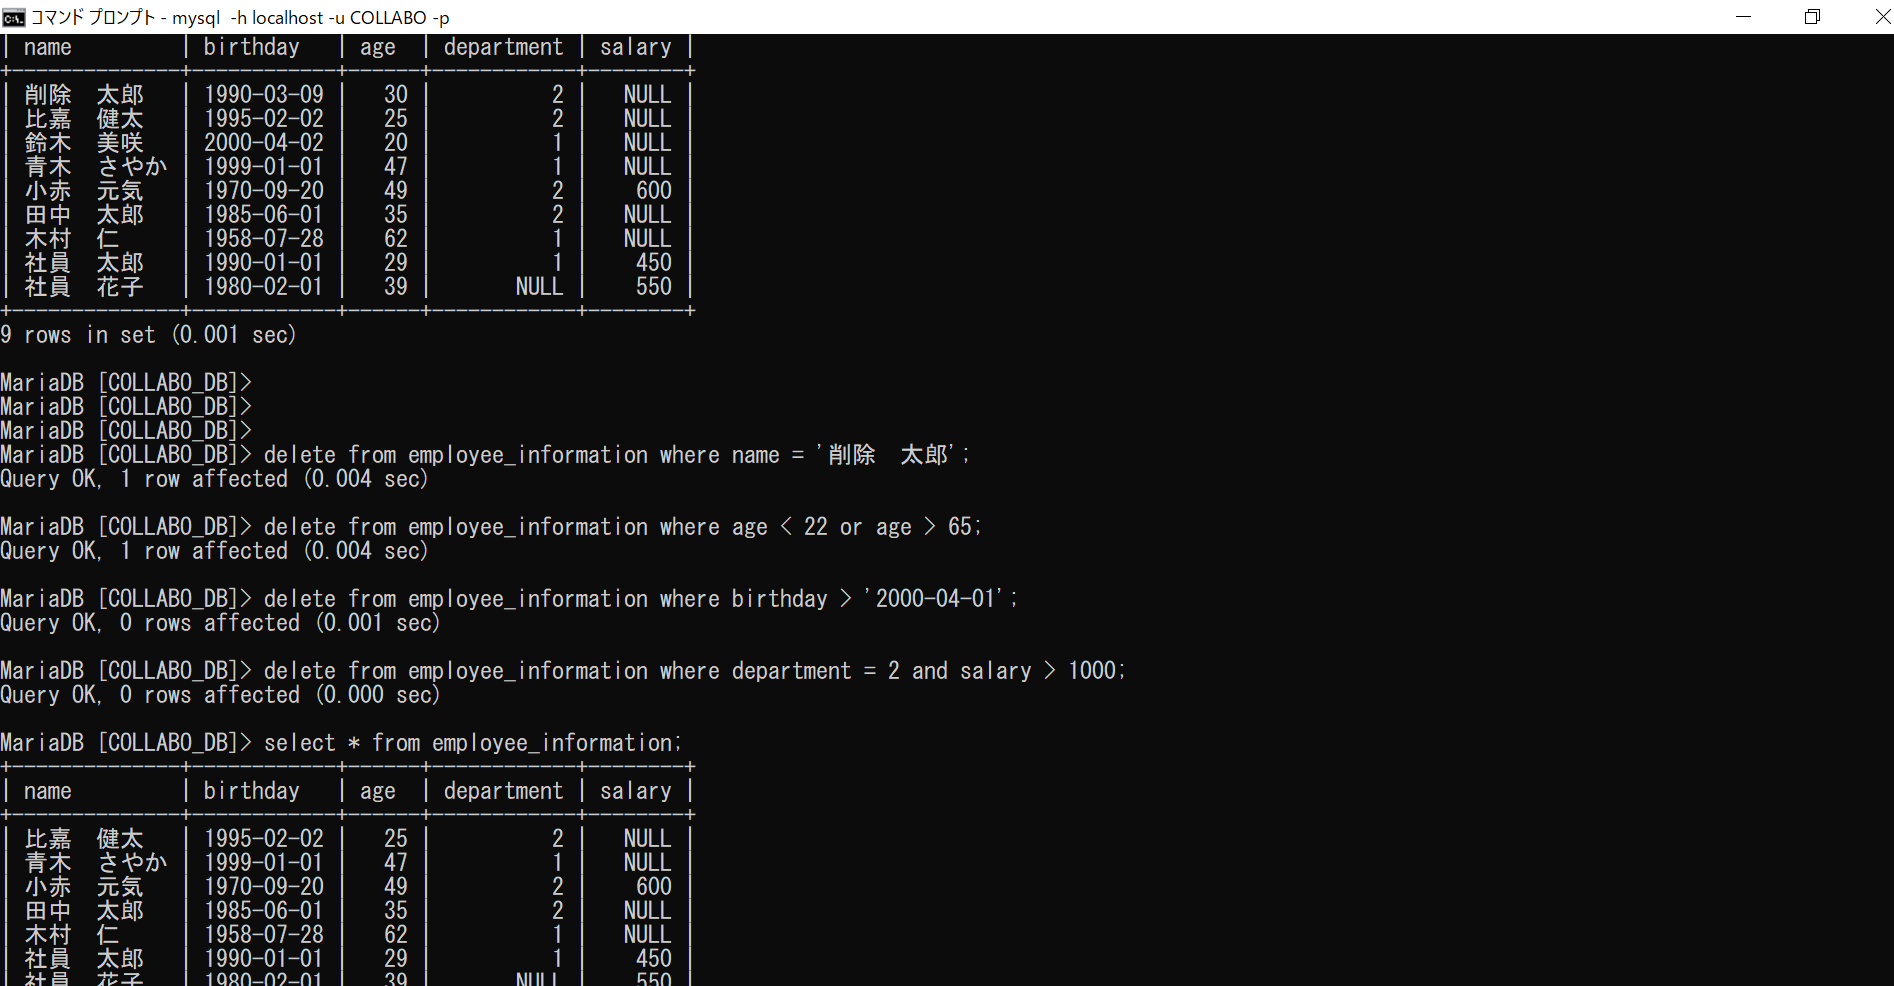 コマンド プロンプト - mysql  -h localhost -u COLLABO -p
| name         | birthday   | age  | department | salary |
+--------------+------------+------+------------+--------+
| 削除　太郎   | 1990-03-09 |   30 |          2 |   NULL |
| 比嘉　健太   | 1995-02-02 |   25 |          2 |   NULL |
| 鈴木　美咲   | 2000-04-02 |   20 |          1 |   NULL |
| 青木　さやか | 1999-01-01 |   47 |          1 |   NULL |
| 小赤　元気   | 1970-09-20 |   49 |          2 |    600 |
| 田中　太郎   | 1985-06-01 |   35 |          2 |   NULL |
| 木村　仁     | 1958-07-28 |   62 |          1 |   NULL |
| 社員　太郎   | 1990-01-01 |   29 |          1 |    450 |
| 社員　花子   | 1980-02-01 |   39 |       NULL |    550 |
+--------------+------------+------+------------+--------+
9 rows in set (0.001 sec)
MariaDB [COLLABO_DB]>
MariaDB [COLLABO_DB]>
MariaDB [COLLABO_DB]>
MariaDB [COLLABO_DB]> delete from employee_information where name = '削除　太郎';
Query OK, 1 row affected (0.004 sec)
MariaDB [COLLABO_DB]> delete from employee_information where age < 22 or age > 65;
Query OK, 1 row affected (0.004 sec)
MariaDB [COLLABO_DB]> delete from employee_information where birthday > '2000-04-01';
Query OK, 0 rows affected (0.001 sec)
MariaDB [COLLABO_DB]> delete from employee_information where department = 2 and salary > 1000;
Query OK, 0 rows affected (0.000 sec)
MariaDB [COLLABO_DB]> select * from employee_information;
+--------------+------------+------+------------+--------+
| name         | birthday   | age  | department | salary |
+--------------+------------+------+------------+--------+
| 比嘉　健太   | 1995-02-02 |   25 |          2 |   NULL |
| 青木　さやか | 1999-01-01 |   47 |          1 |   NULL |
| 小赤　元気   | 1970-09-20 |   49 |          2 |    600 |
| 田中　太郎   | 1985-06-01 |   35 |          2 |   NULL |
| 木村　仁     | 1958-07-28 |   62 |          1 |   NULL |
| 社員　太郎   | 1990-01-01 |   29 |          1 |    450 |
| 社員　花子   | 1980-02-01 |   39 |       NULL |    550 |